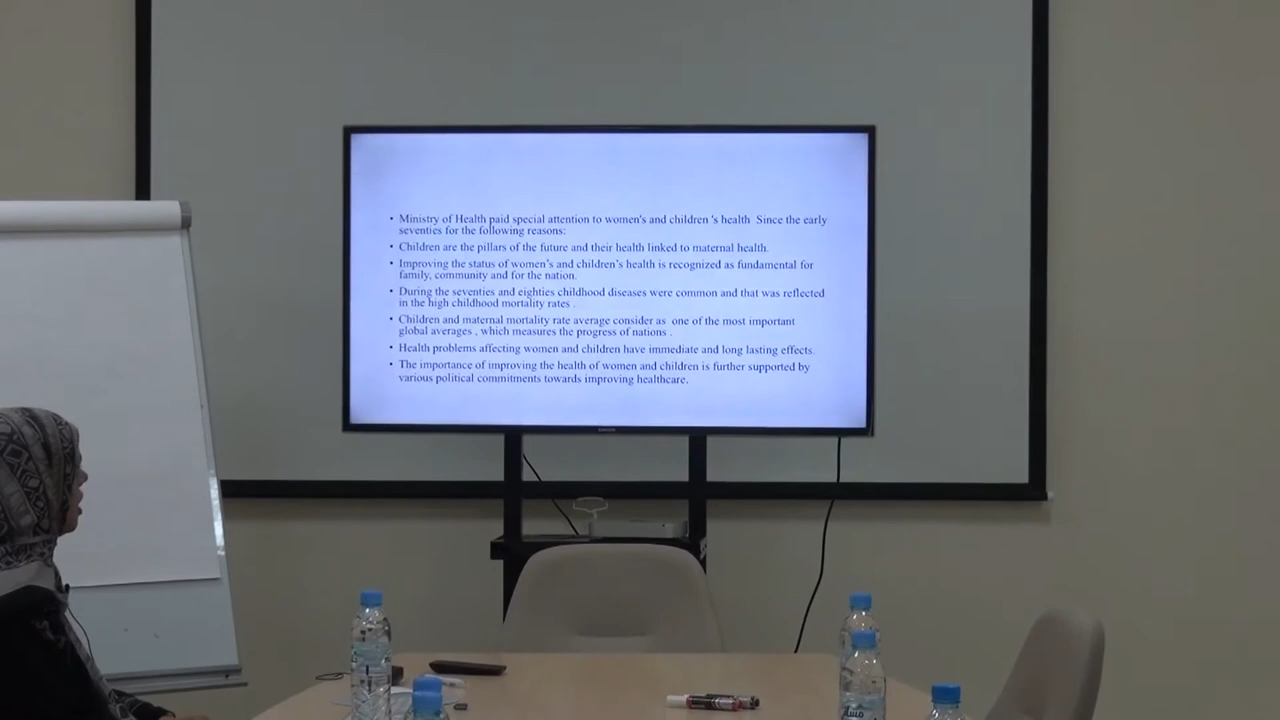 • Ministry of Health paid special attention to women's and children 's health Since the early
seventies for the following reasons:
• Children are the pillars of the future and their health linked to maternal health.
• Improving the status of women's and children's health is recognized as fundamental for
family, community and for the nation.
• During the seventies and eighties childhood diseases were common and that was reflected
in the high childhood mortality rates .
• Children and maternal mortality rate average consider as one of the most important
global averages , which measures the progress of nations .
• Health problems affecting women and children have immediate and long lasting effects.
• The importance of improving the health of women and children is further supported by
various political commitments towards improving healthcare.
SAMSUNG